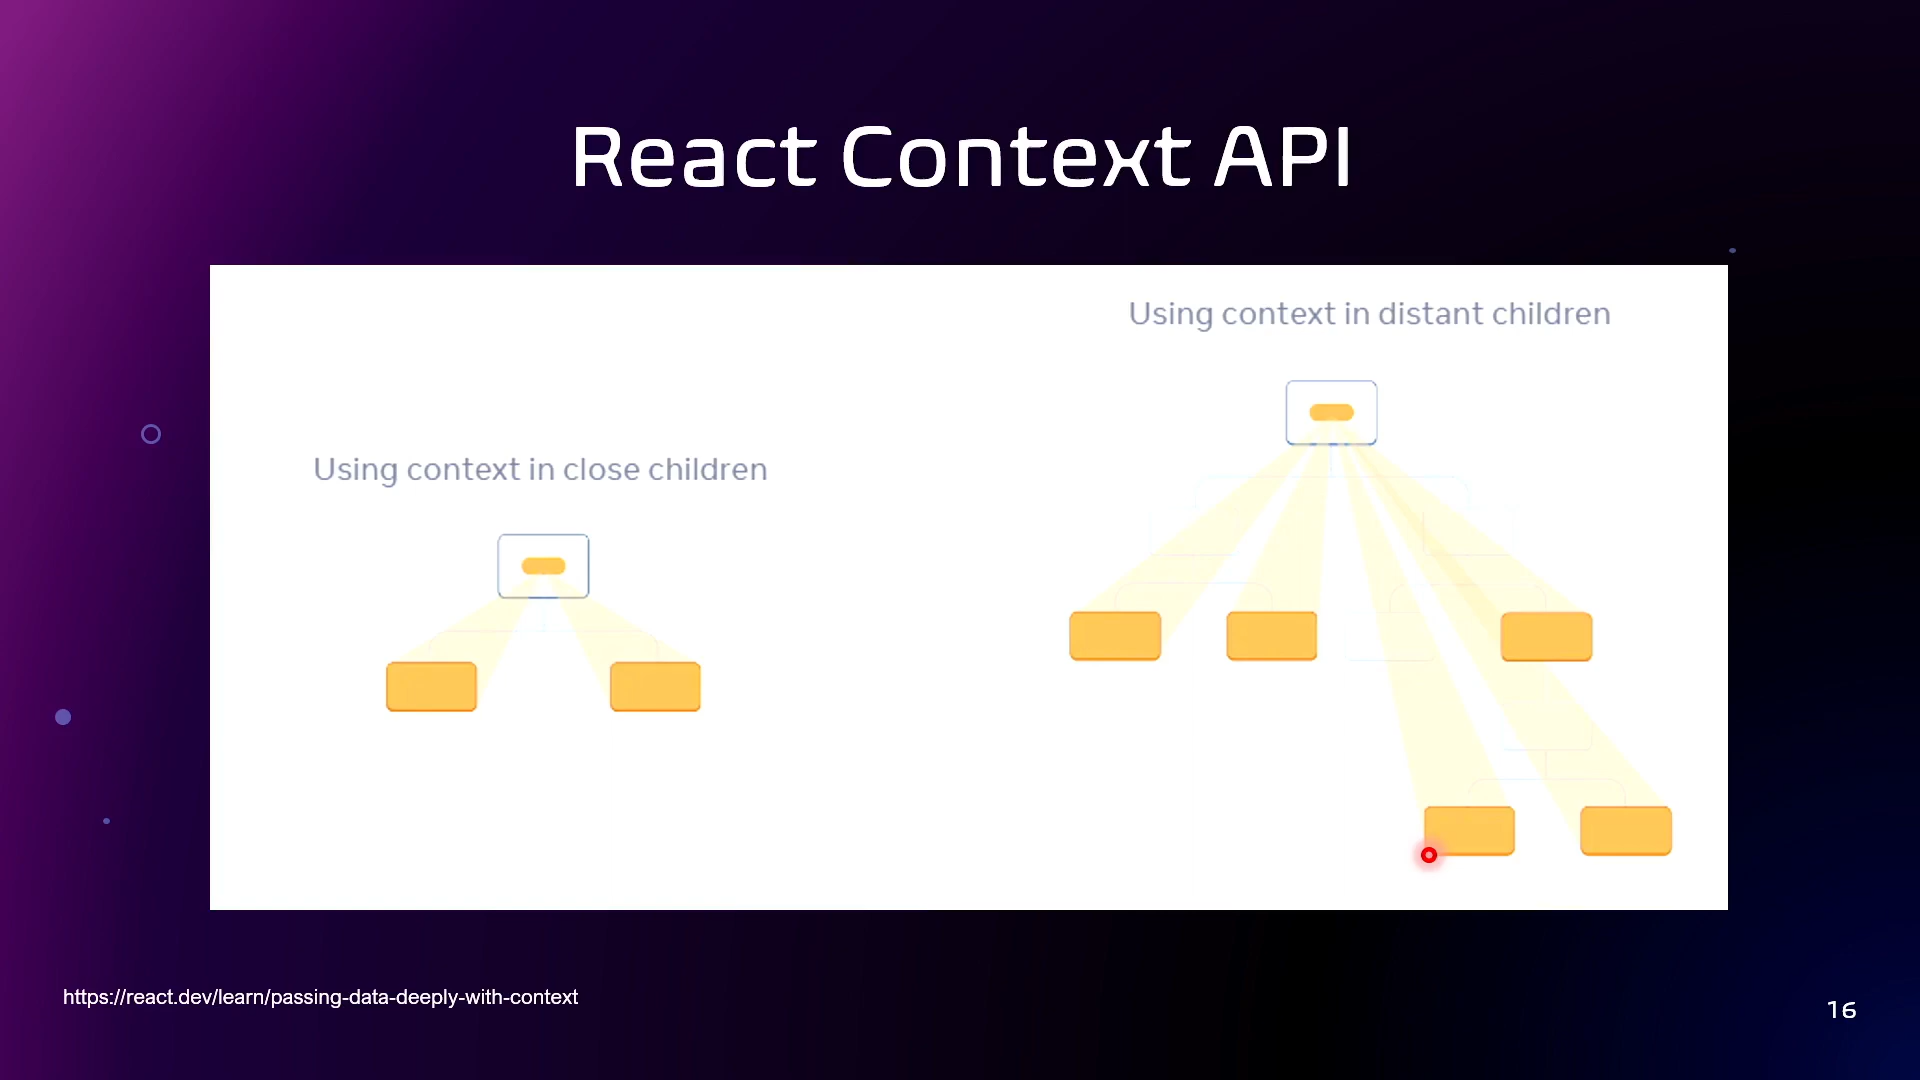 React Context API
Using context in close children
Using context in distant children
https://react.dev/learn/passing-data-deeply-with-context
16